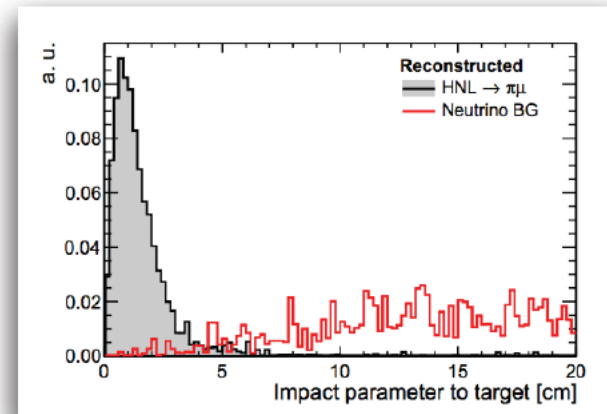 a. u.
0.10
0.08
0.06
0.04
0.02
0.00
Reconstructed
HNL → πμ
Neutrino BG
0 5 10 15 20
Impact parameter to target [cm]